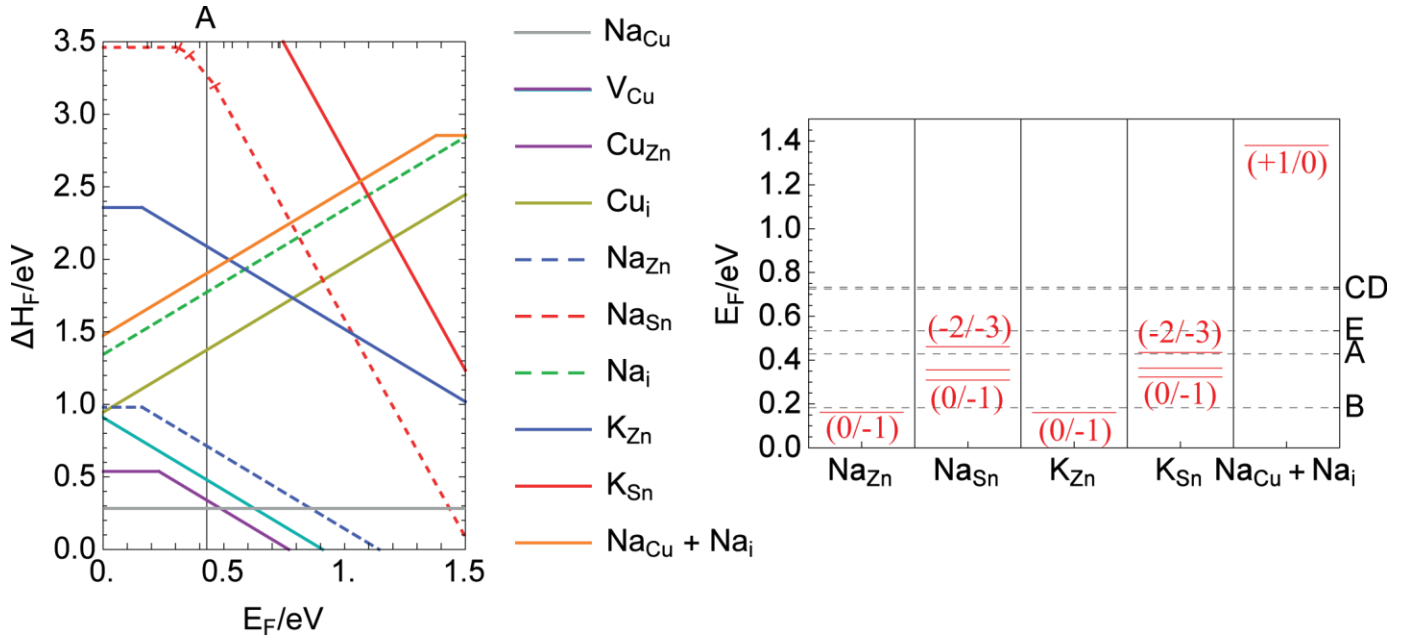 A
3.5
3.0
2.5
2.0
1.5
1.0
0.5
0.0
ΔH_F/eV
0. 0.5 1. 1.5
E_F/eV
Na_Cu
V_Cu
Cu_Zn
Cu_i
Na_Zn
Na_Sn
Na_i
K_Zn
K_Sn
Na_Cu + Na_i
1.4
1.2
1.0
0.8
0.6
0.4
0.2
0.0
E_F/eV
(+1/0)
(-2/-3) (-2/-3)
(0/-1) (0/-1)
(0/-1) (0/-1)
CD
E
A
B
Na_Zn Na_Sn K_Zn K_Sn Na_Cu + Na_i